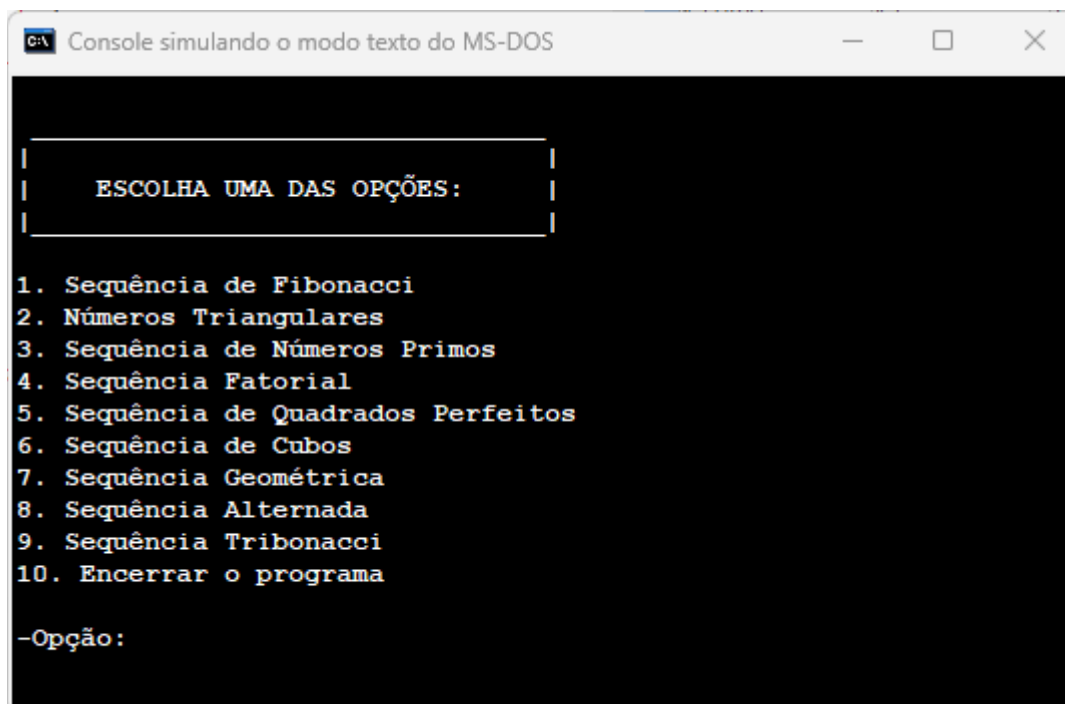 Console simulando o modo texto do MS-DOS
ESCOLHA UMA DAS OPÇÕES:
1. Sequência de Fibonacci
2. Números Triangulares
3. Sequência de Números Primos
4. Sequência Fatorial
5. Sequência de Quadrados Perfeitos
6. Sequência de Cubos
7. Sequência Geométrica
8. Sequência Alternada
9. Sequência Tribonacci
10. Encerrar o programa
-Opção: